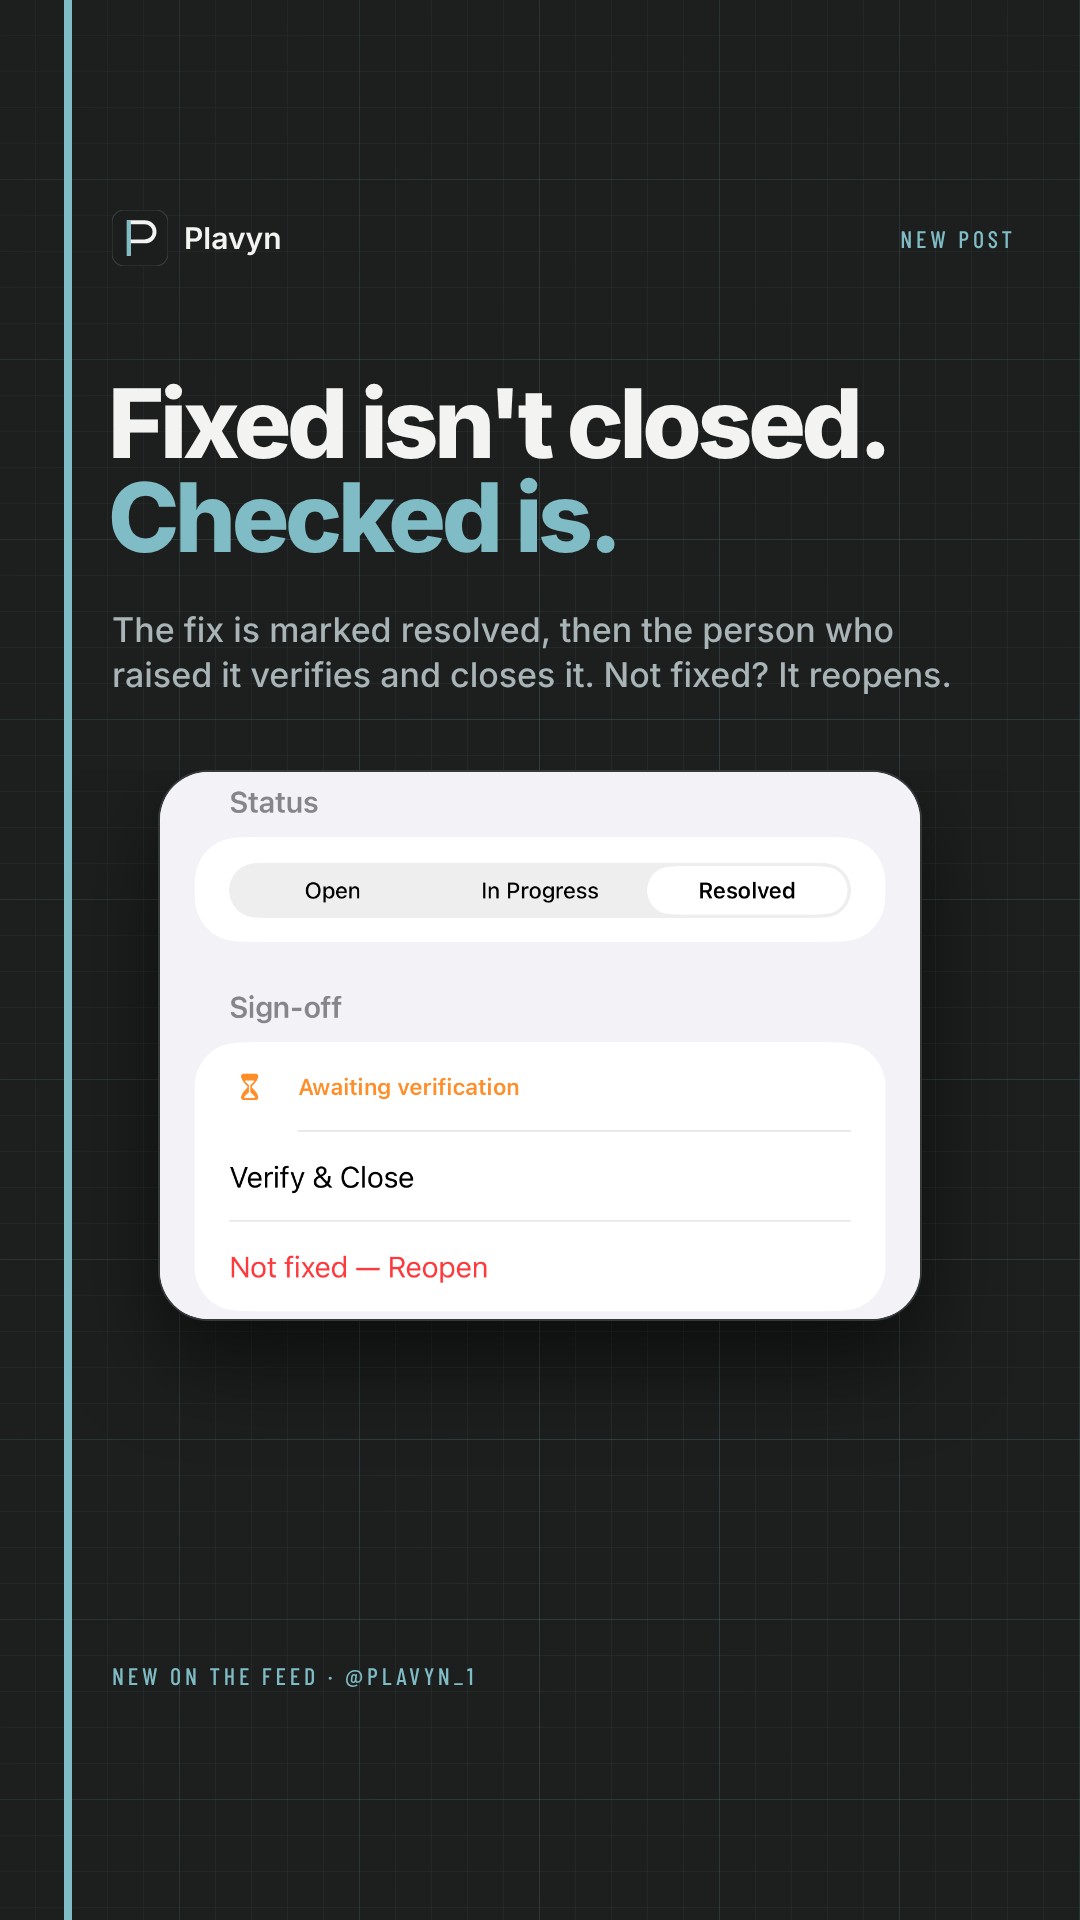 Plavyn
NEW POST
Fixed isn't closed.
Checked is.
The fix is marked resolved, then the person who
raised it verifies and closes it. Not fixed? It reopens.
Status
Open
In Progress
Resolved
Sign-off
Awaiting verification
Verify & Close
Not fixed — Reopen
NEW ON THE FEED · @PLAVYN_1